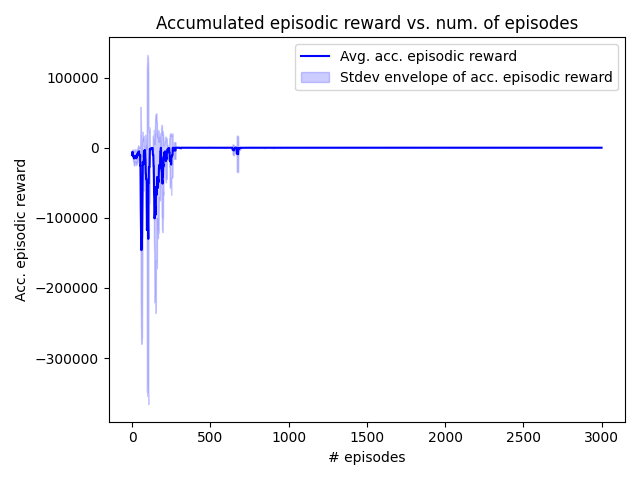 Accumulated episodic reward vs. num. of episodes
Avg. acc. episodic reward
Stdev envelope of acc. episodic reward
100000
0
−100000
−200000
−300000
Acc. episodic reward
0 500 1000 1500 2000 2500 3000
# episodes